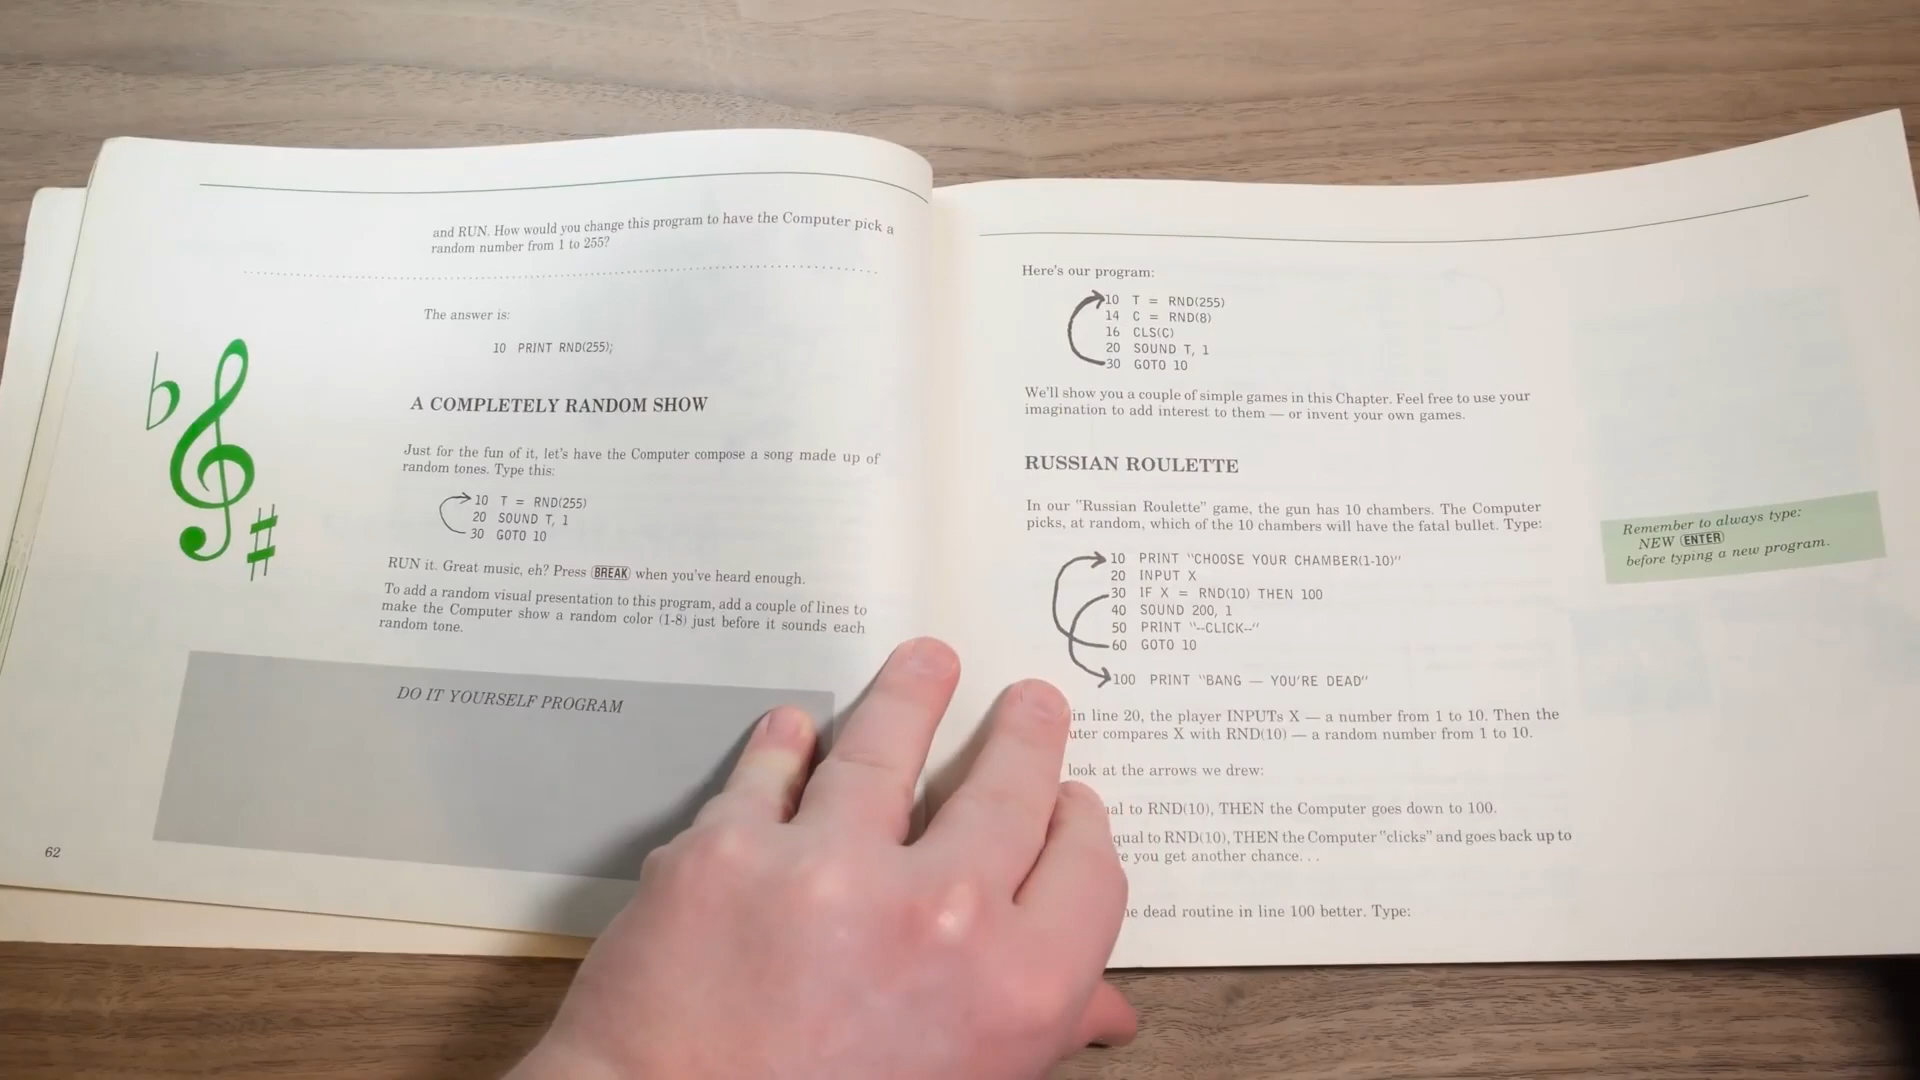 and RUN. How would you change this program to have the Computer pick a
random number from 1 to 255?
The answer is:
10 PRINT RND(255);
A COMPLETELY RANDOM SHOW
Just for the fun of it, let's have the Computer compose a song made up of
random tones. Type this:
10 T = RND(255)
20 SOUND T, 1
30 GOTO 10
RUN it. Great music, eh? Press BREAK when you've heard enough.
To add a random visual presentation to this program, add a couple of lines to
make the Computer show a random color (1-8) just before it sounds each
random tone.
DO IT YOURSELF PROGRAM
62
Here's our program:
10 T = RND(255)
14 C = RND(8)
16 CLS(C)
20 SOUND T, 1
30 GOTO 10
We'll show you a couple of simple games in this Chapter. Feel free to use your
imagination to add interest to them — or invent your own games.
RUSSIAN ROULETTE
In our "Russian Roulette" game, the gun has 10 chambers. The Computer
picks, at random, which of the 10 chambers will have the fatal bullet. Type:
10 PRINT "CHOOSE YOUR CHAMBER(1-10)"
20 INPUT X
30 IF X = RND(10) THEN 100
40 SOUND 200, 1
50 PRINT "--CLICK--"
60 GOTO 10
100 PRINT "BANG — YOU'RE DEAD"
in line 20, the player INPUTs X — a number from 1 to 10. Then the
compares X with RND(10) — a random number from 1 to 10.
look at the arrows we drew:
to RND(10), THEN the Computer goes down to 100.
to RND(10), THEN the Computer "clicks" and goes back up to
you get another chance. . .
dead routine in line 100 better. Type:
Remember to always type:
NEW ENTER
before typing a new program.